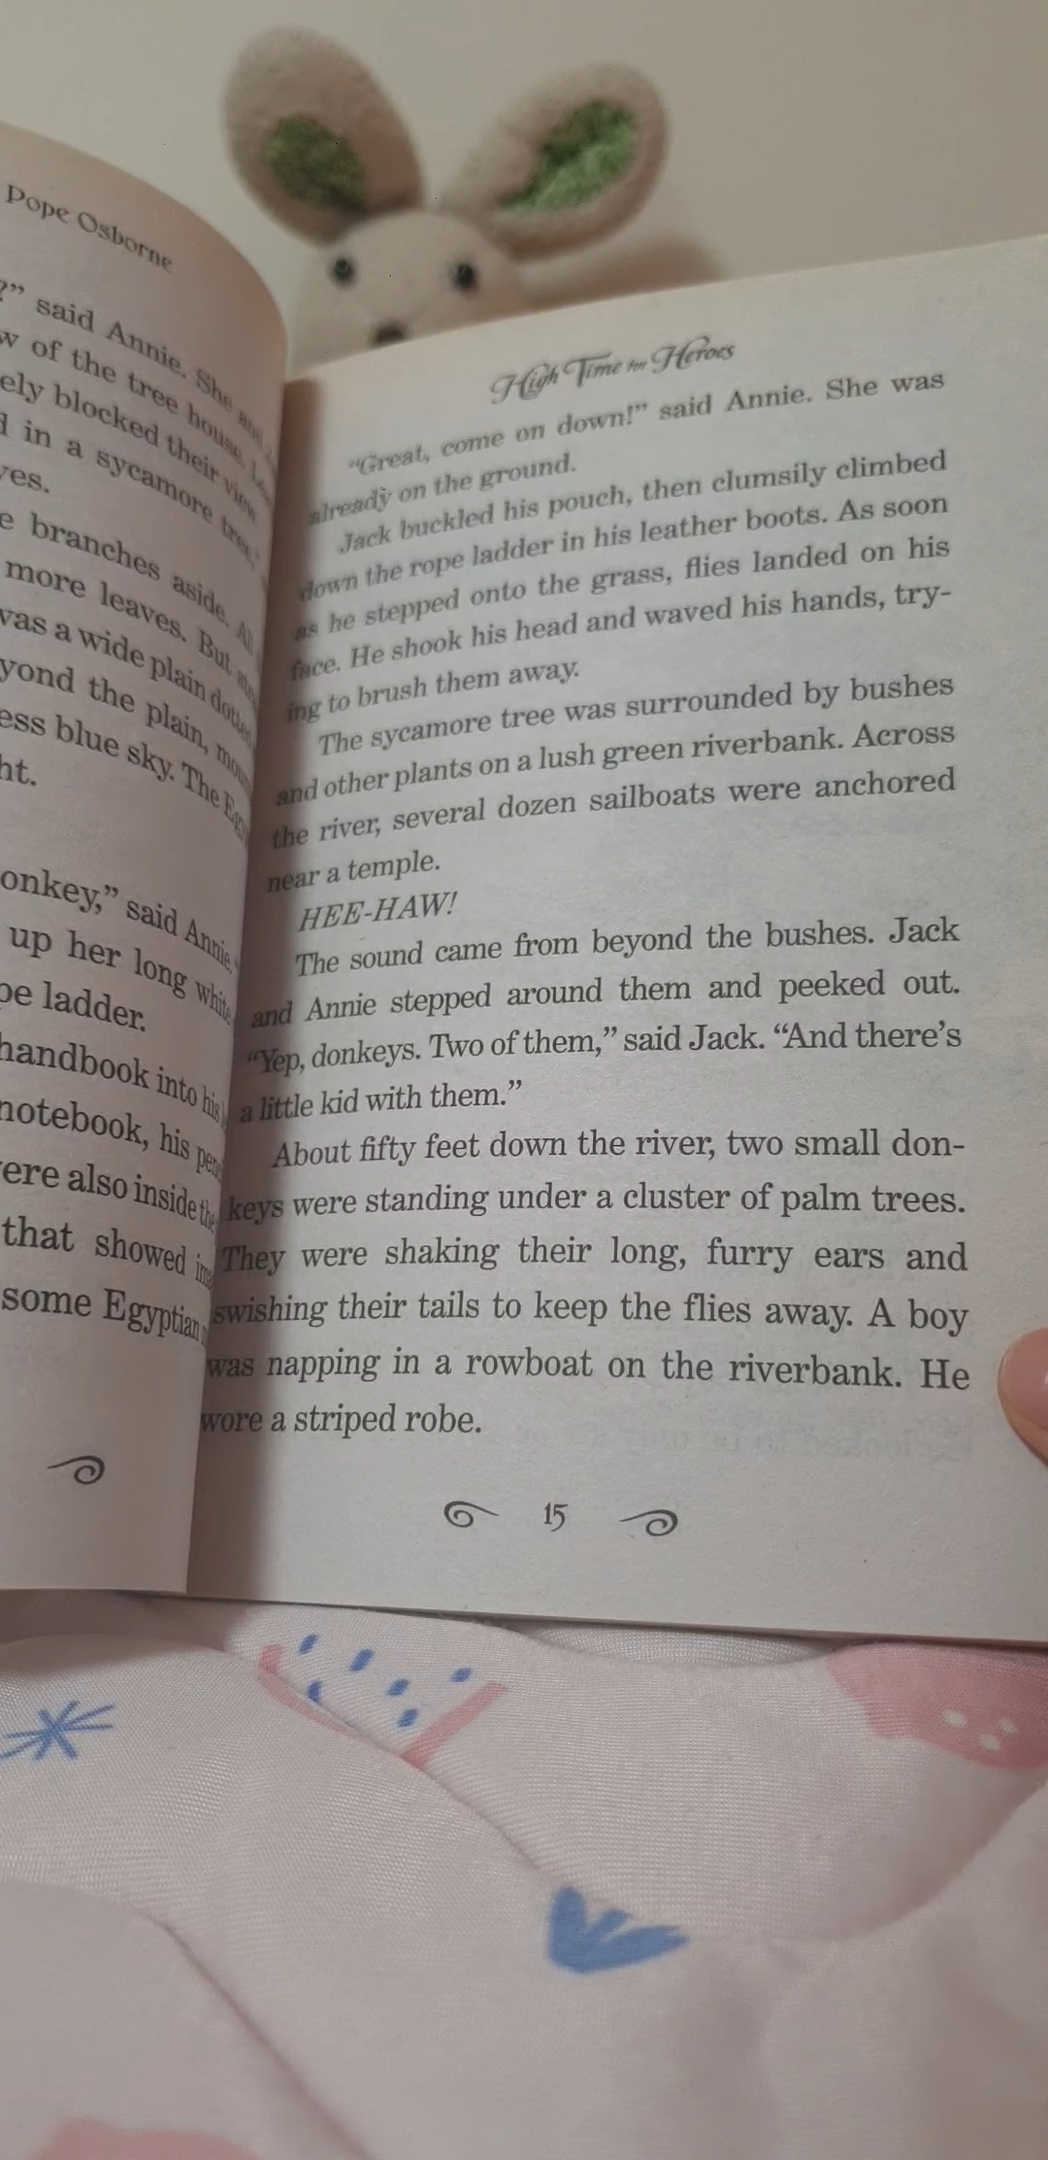 Pope Osborne
?” said Annie. She and
of the tree house.
ely blocked their view.
in a sycamore tree,”
yes.
branches aside. All
more leaves. But
was a wide plain dotted
yond the plain,
ess blue sky. The
ht.
onkey,” said Annie.
up her long white
pe ladder.
handbook into his
notebook, his
ere also inside the
that showed
some Egyptian
High Time for Heroes
“Great, come on down!” said Annie. She was
already on the ground.
Jack buckled his pouch, then clumsily climbed
down the rope ladder in his leather boots. As soon
as he stepped onto the grass, flies landed on his
face. He shook his head and waved his hands, try-
ing to brush them away.
The sycamore tree was surrounded by bushes
and other plants on a lush green riverbank. Across
the river, several dozen sailboats were anchored
near a temple.
HEE-HAW!
The sound came from beyond the bushes. Jack
and Annie stepped around them and peeked out.
“Yep, donkeys. Two of them,” said Jack. “And there’s
a little kid with them.”
About fifty feet down the river, two small don-
keys were standing under a cluster of palm trees.
They were shaking their long, furry ears and
swishing their tails to keep the flies away. A boy
was napping in a rowboat on the riverbank. He
wore a striped robe.
15